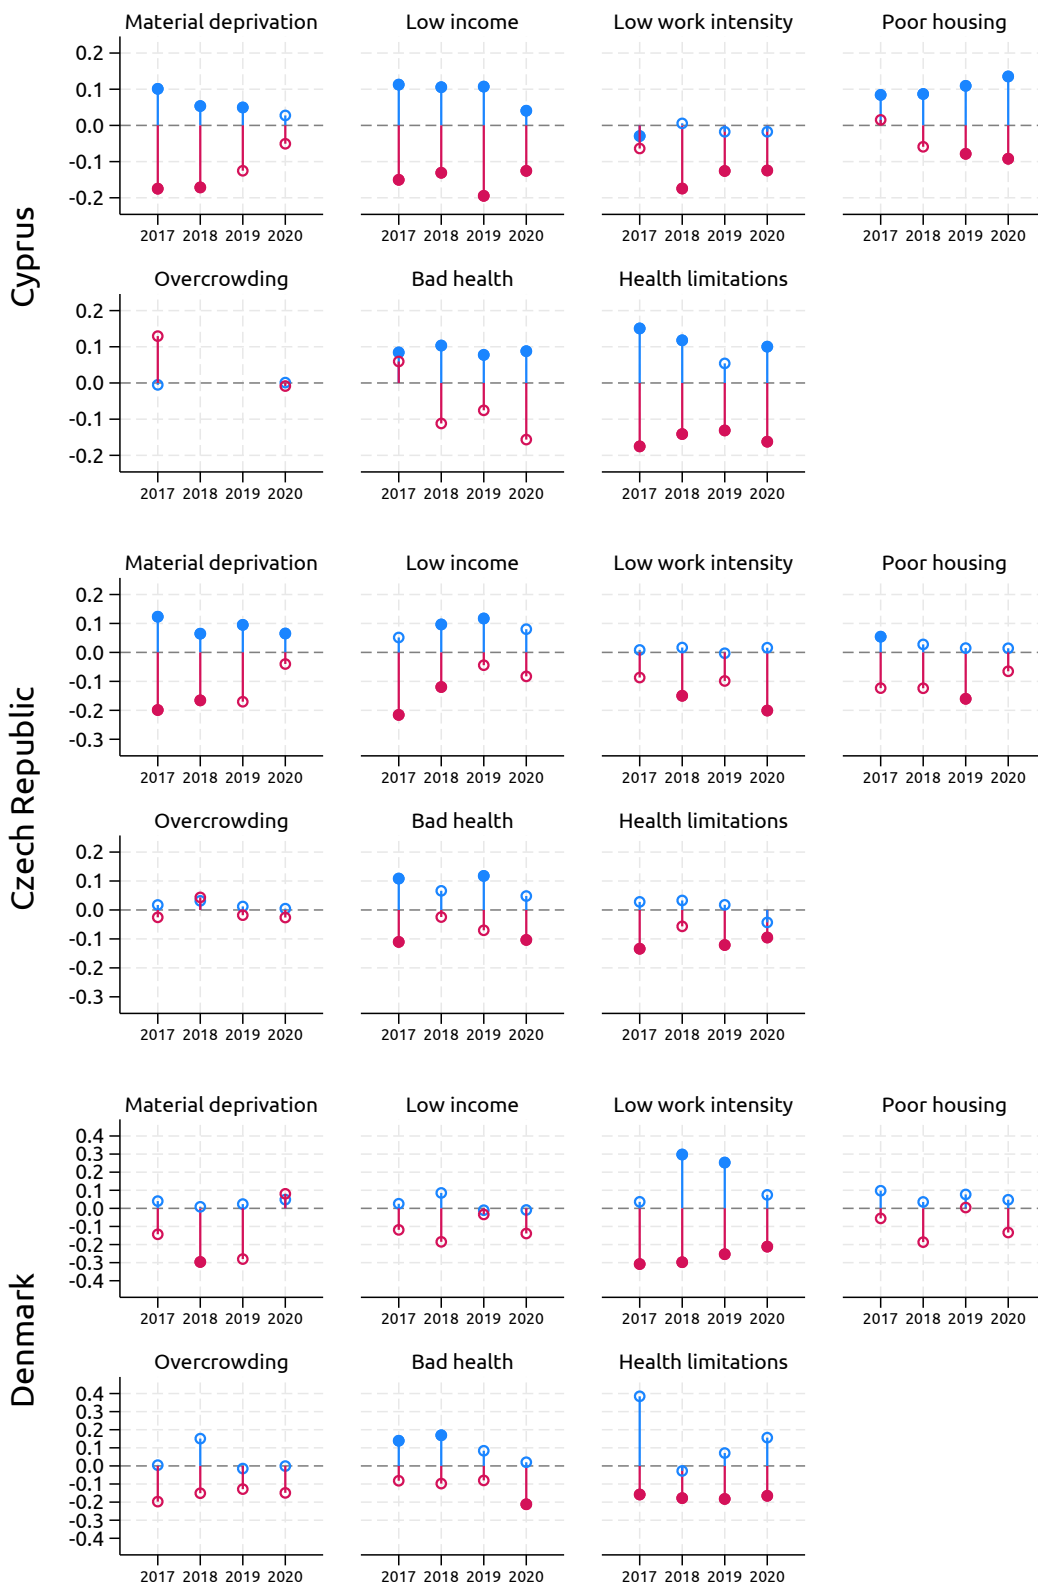 Cyprus
Material deprivation Low income Low work intensity Poor housing
0.2
0.1
0.0
-0.1
-0.2
2017 2018 2019 2020 2017 2018 2019 2020 2017 2018 2019 2020 2017 2018 2019 2020
Overcrowding Bad health Health limitations
0.2
0.1
0.0
-0.1
-0.2
2017 2018 2019 2020 2017 2018 2019 2020 2017 2018 2019 2020
Czech Republic
Material deprivation Low income Low work intensity Poor housing
0.2
0.1
0.0
-0.1
-0.2
-0.3
2017 2018 2019 2020 2017 2018 2019 2020 2017 2018 2019 2020 2017 2018 2019 2020
Overcrowding Bad health Health limitations
0.2
0.1
0.0
-0.1
-0.2
-0.3
2017 2018 2019 2020 2017 2018 2019 2020 2017 2018 2019 2020
Denmark
Material deprivation Low income Low work intensity Poor housing
0.4
0.3
0.2
0.1
0.0
-0.1
-0.2
-0.3
-0.4
2017 2018 2019 2020 2017 2018 2019 2020 2017 2018 2019 2020 2017 2018 2019 2020
Overcrowding Bad health Health limitations
0.4
0.3
0.2
0.1
0.0
-0.1
-0.2
-0.3
-0.4
2017 2018 2019 2020 2017 2018 2019 2020 2017 2018 2019 2020